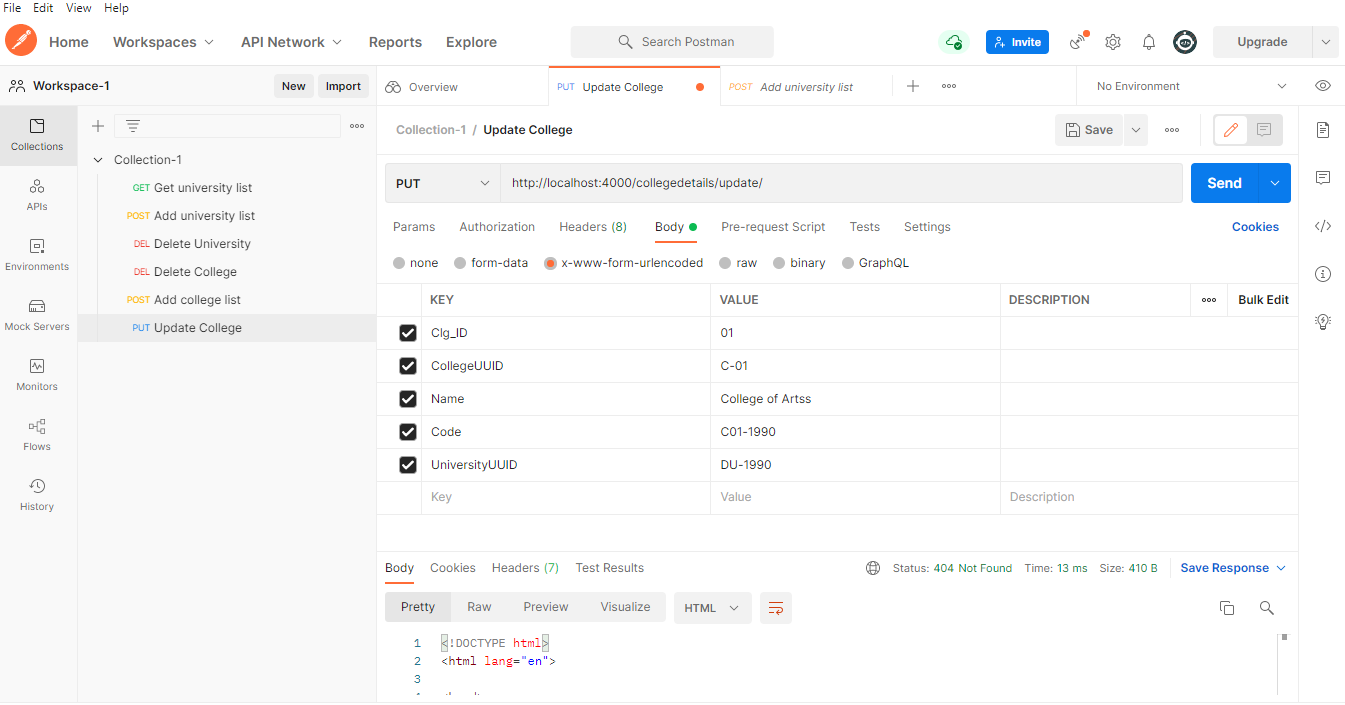 File Edit View Help
Home Workspaces API Network Reports Explore Search Postman Invite Upgrade
Workspace-1 New Import Overview PUT Update College POST Add university list No Environment
Collections
APIs
Environments
Mock Servers
Monitors
Flows
History
Collection-1
GET Get university list
POST Add university list
DEL Delete University
DEL Delete College
POST Add college list
PUT Update College
Collection-1 / Update College Save
PUT http://localhost:4000/collegedetails/update/ Send
Params Authorization Headers (8) Body Pre-request Script Tests Settings Cookies
none form-data x-www-form-urlencoded raw binary GraphQL
KEY VALUE DESCRIPTION Bulk Edit
Clg_ID 01
CollegeUUID C-01
Name College of Artss
Code C01-1990
UniversityUUID DU-1990
Key Value Description
Body Cookies Headers (7) Test Results Status: 404 Not Found Time: 13 ms Size: 410 B Save Response
Pretty Raw Preview Visualize HTML
1 <!DOCTYPE html>
2 <html lang="en">
3